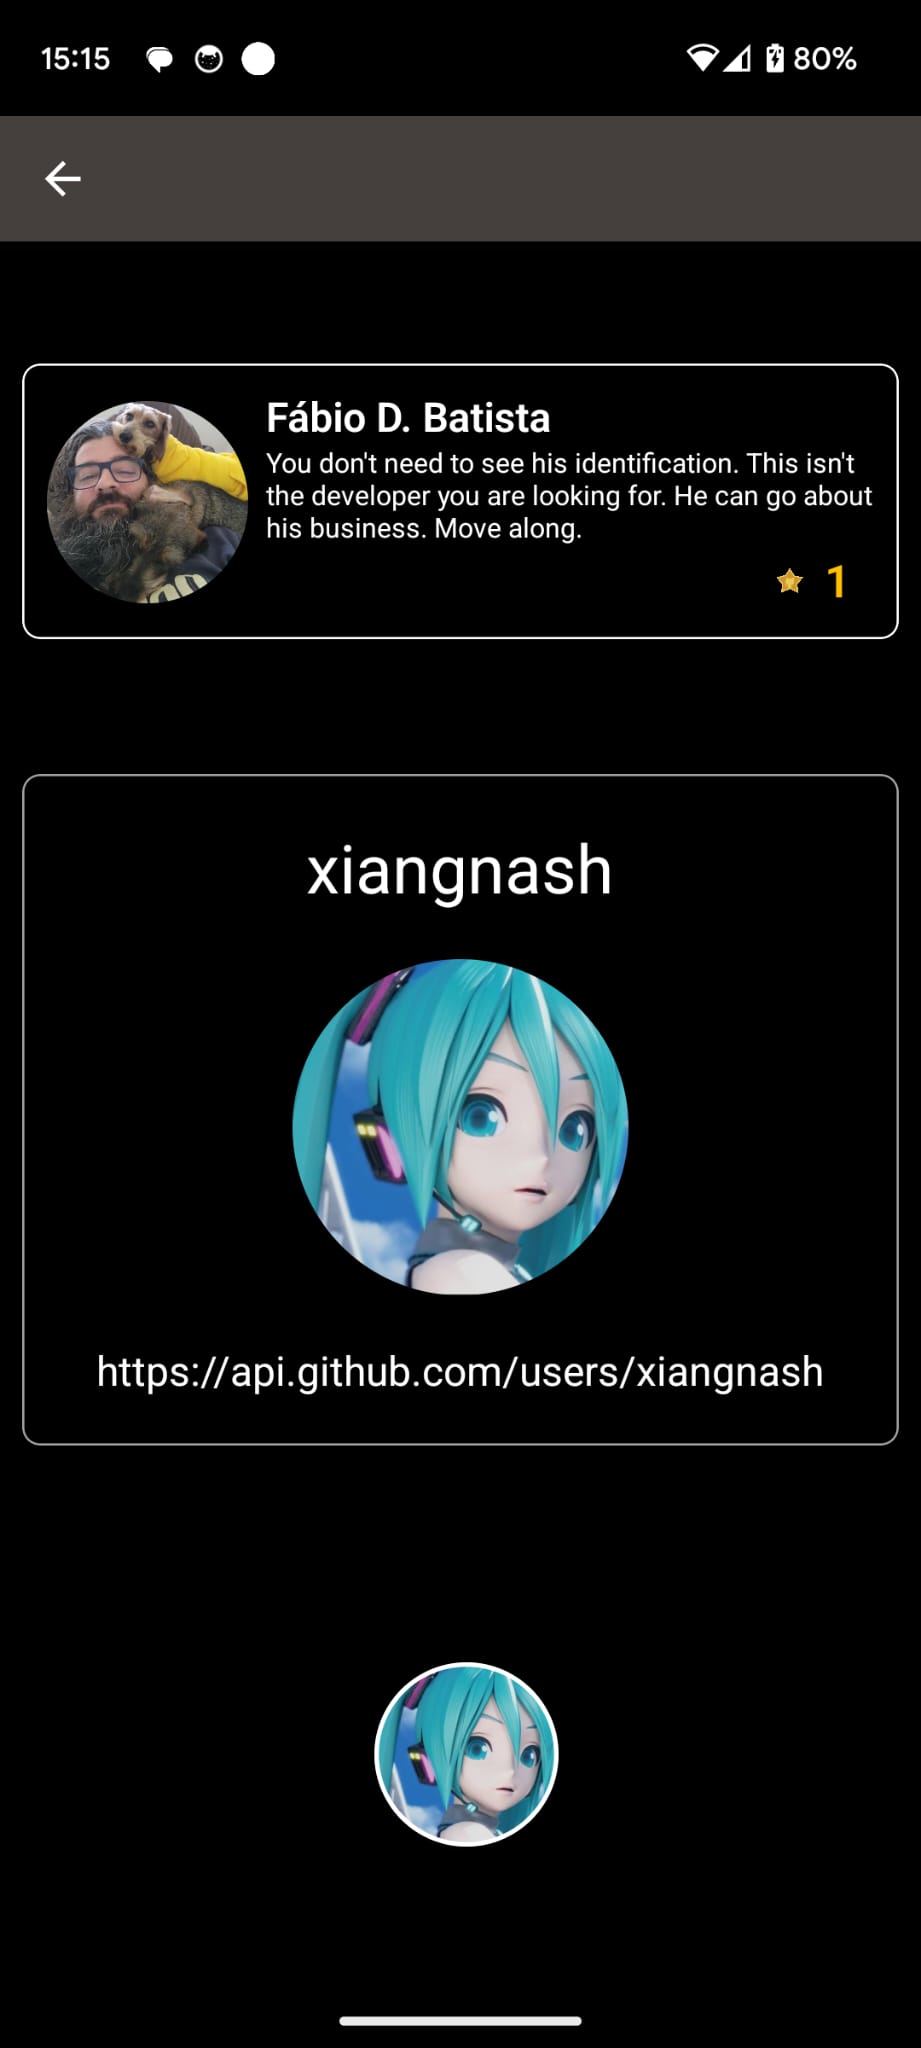 15:15
80%
Fábio D. Batista
You don't need to see his identification. This isn't
the developer you are looking for. He can go about
his business. Move along.
1
xiangnash
https://api.github.com/users/xiangnash